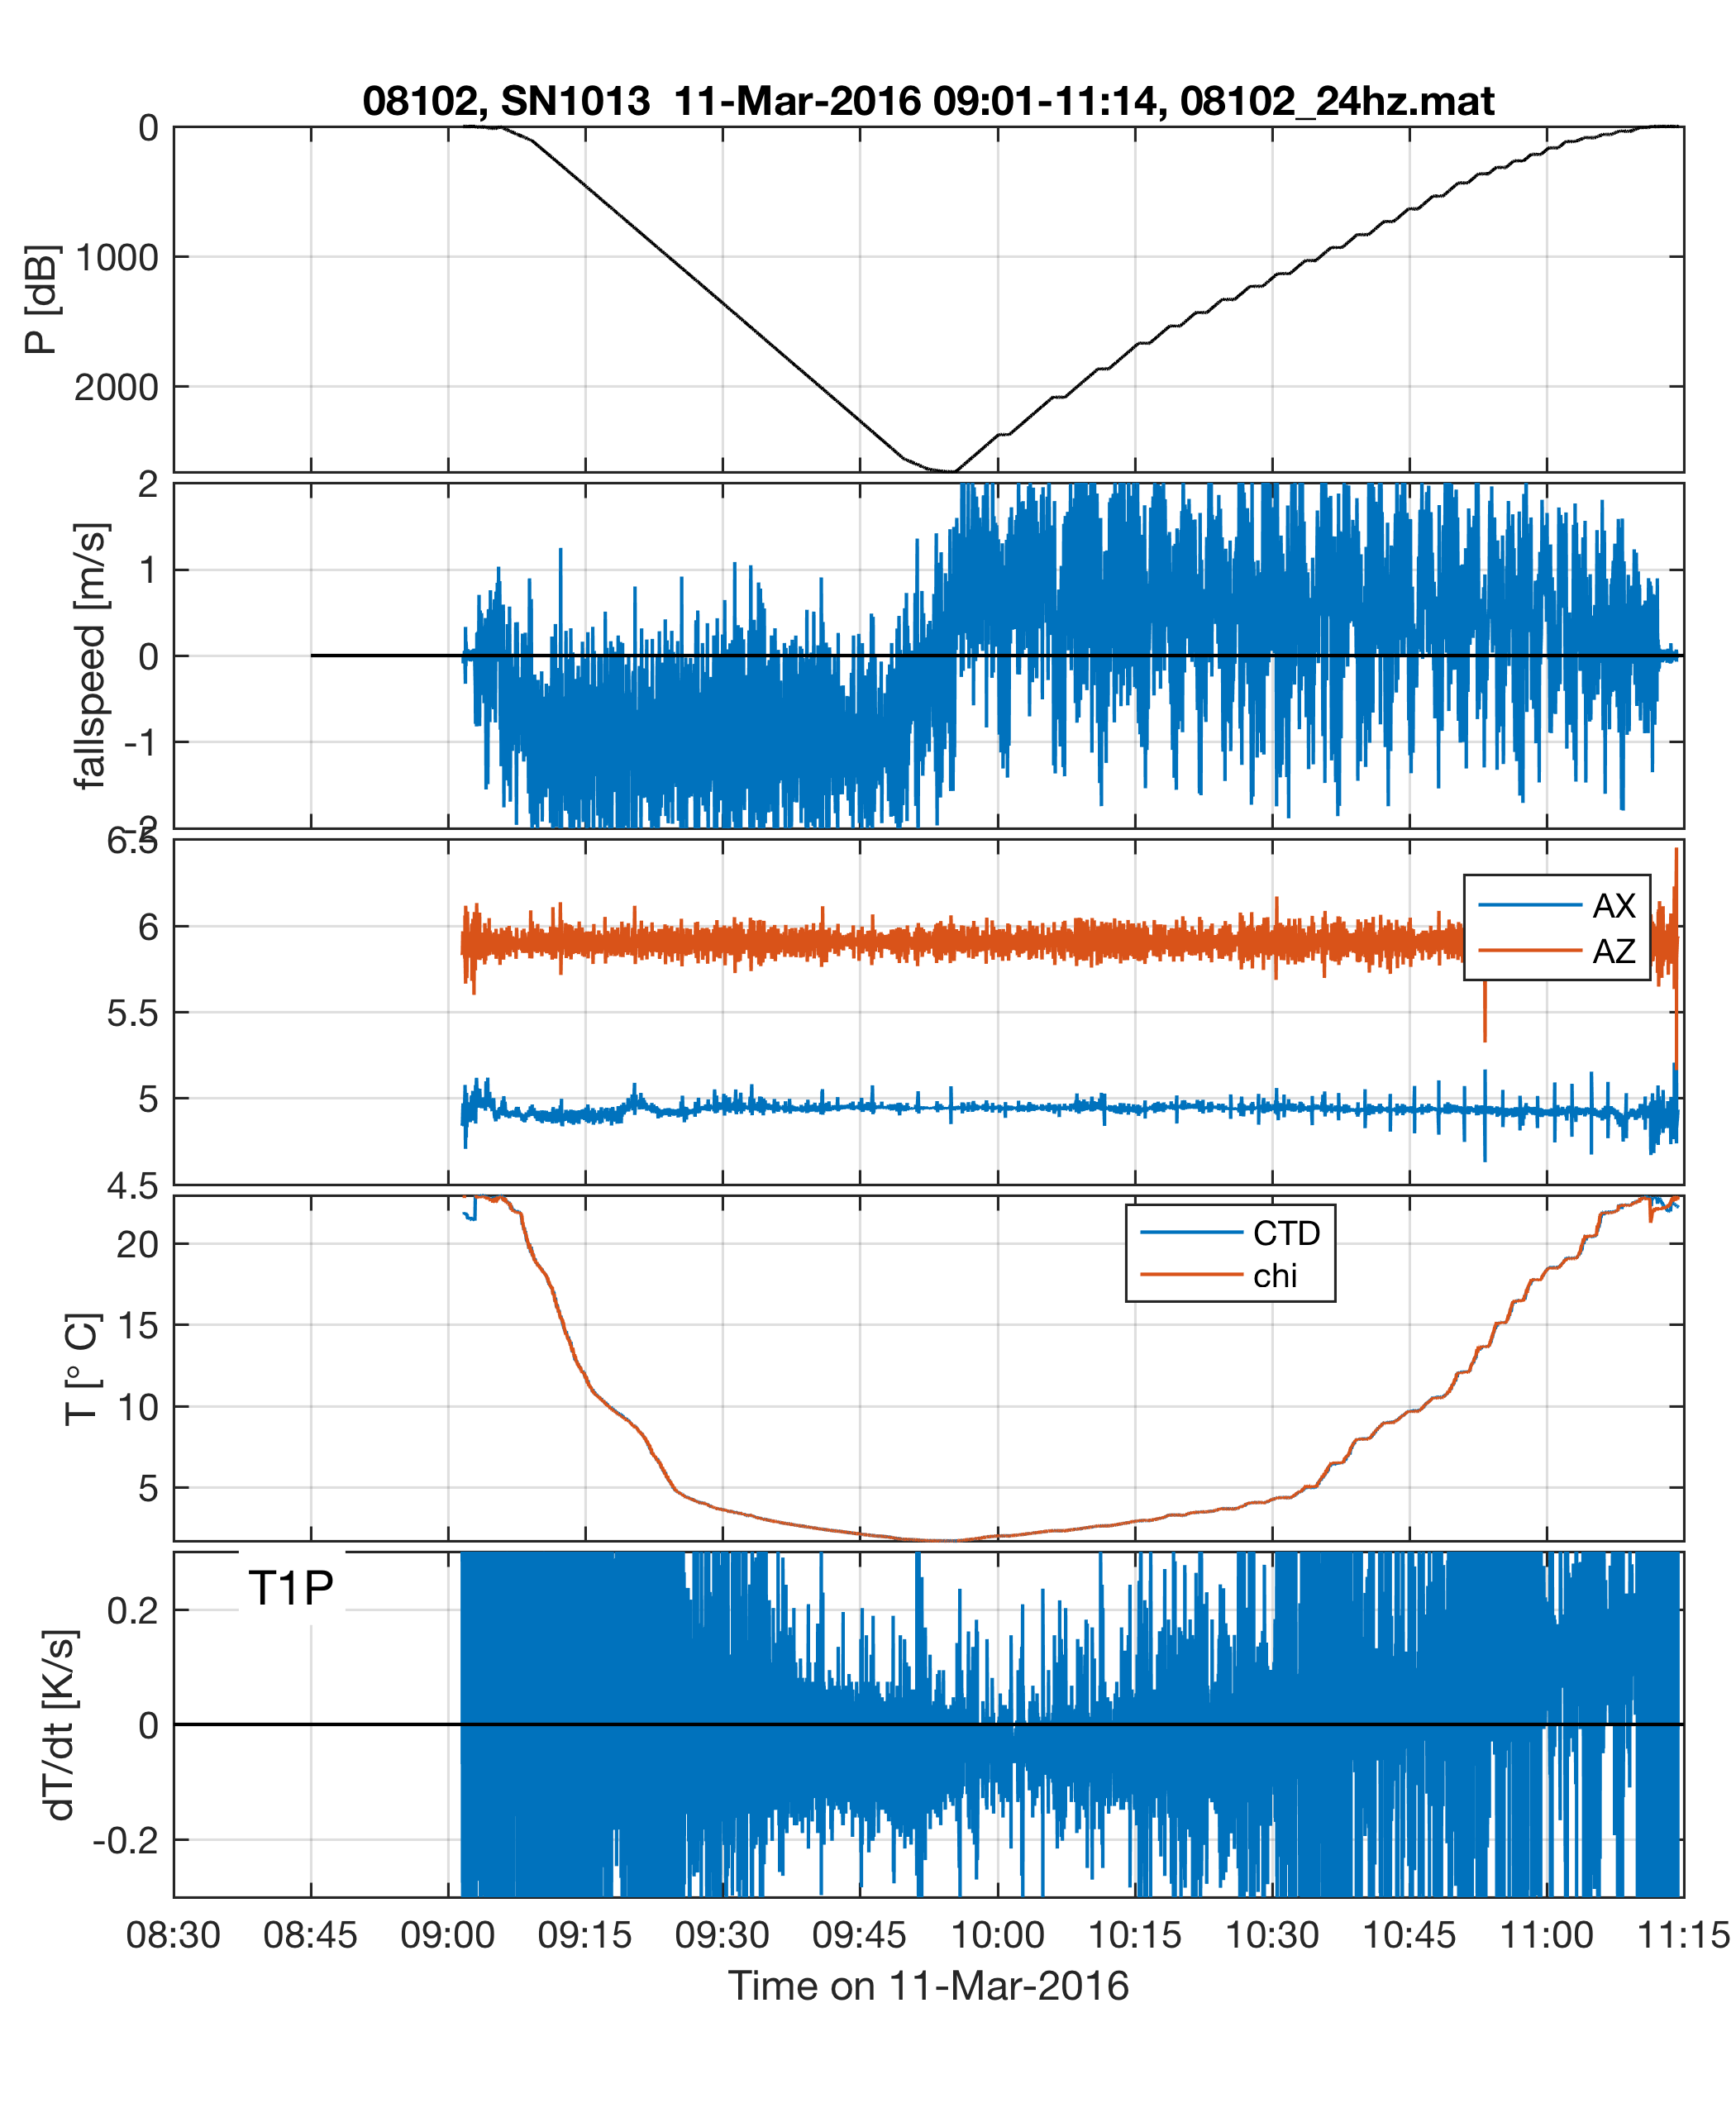 08102, SN1013  11-Mar-2016 09:01-11:14, 08102_24hz.mat
0
1000
2000
P [dB]
2
1
0
-1
-2
fallspeed [m/s]
6.5
6
5.5
5
4.5
AX
AZ
20
15
10
5
T [° C]
CTD
chi
T1P
0.2
0
-0.2
dT/dt [K/s]
08:30 08:45 09:00 09:15 09:30 09:45 10:00 10:15 10:30 10:45 11:00 11:15
Time on 11-Mar-2016